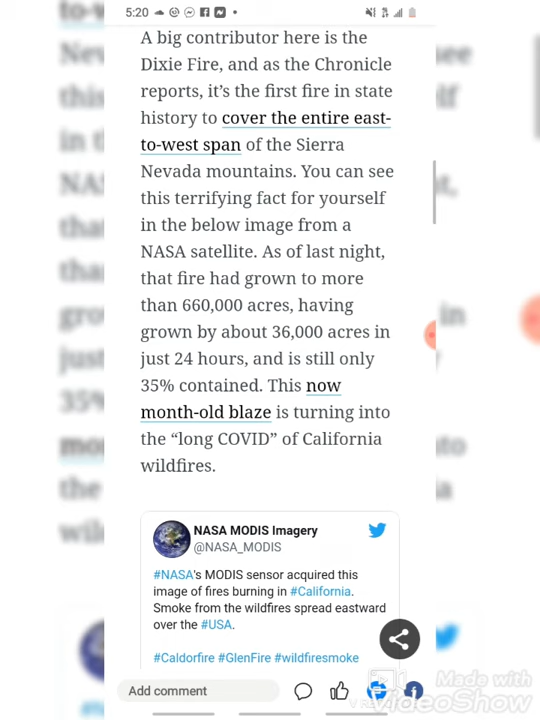 5:20
A big contributor here is the
Dixie Fire, and as the Chronicle
reports, it's the first fire in state
history to cover the entire east-
to-west span of the Sierra
Nevada mountains. You can see
this terrifying fact for yourself
in the below image from a
NASA satellite. As of last night,
that fire had grown to more
than 660,000 acres, having
grown by about 36,000 acres in
just 24 hours, and is still only
35% contained. This now
month-old blaze is turning into
the “long COVID” of California
wildfires.
NASA MODIS Imagery
@NASA_MODIS
#NASA's MODIS sensor acquired this
image of fires burning in #California.
Smoke from the wildfires spread eastward
over the #USA.
#Caldorfire #GlenFire #wildfiresmoke
Add comment
Made with
VideoShow